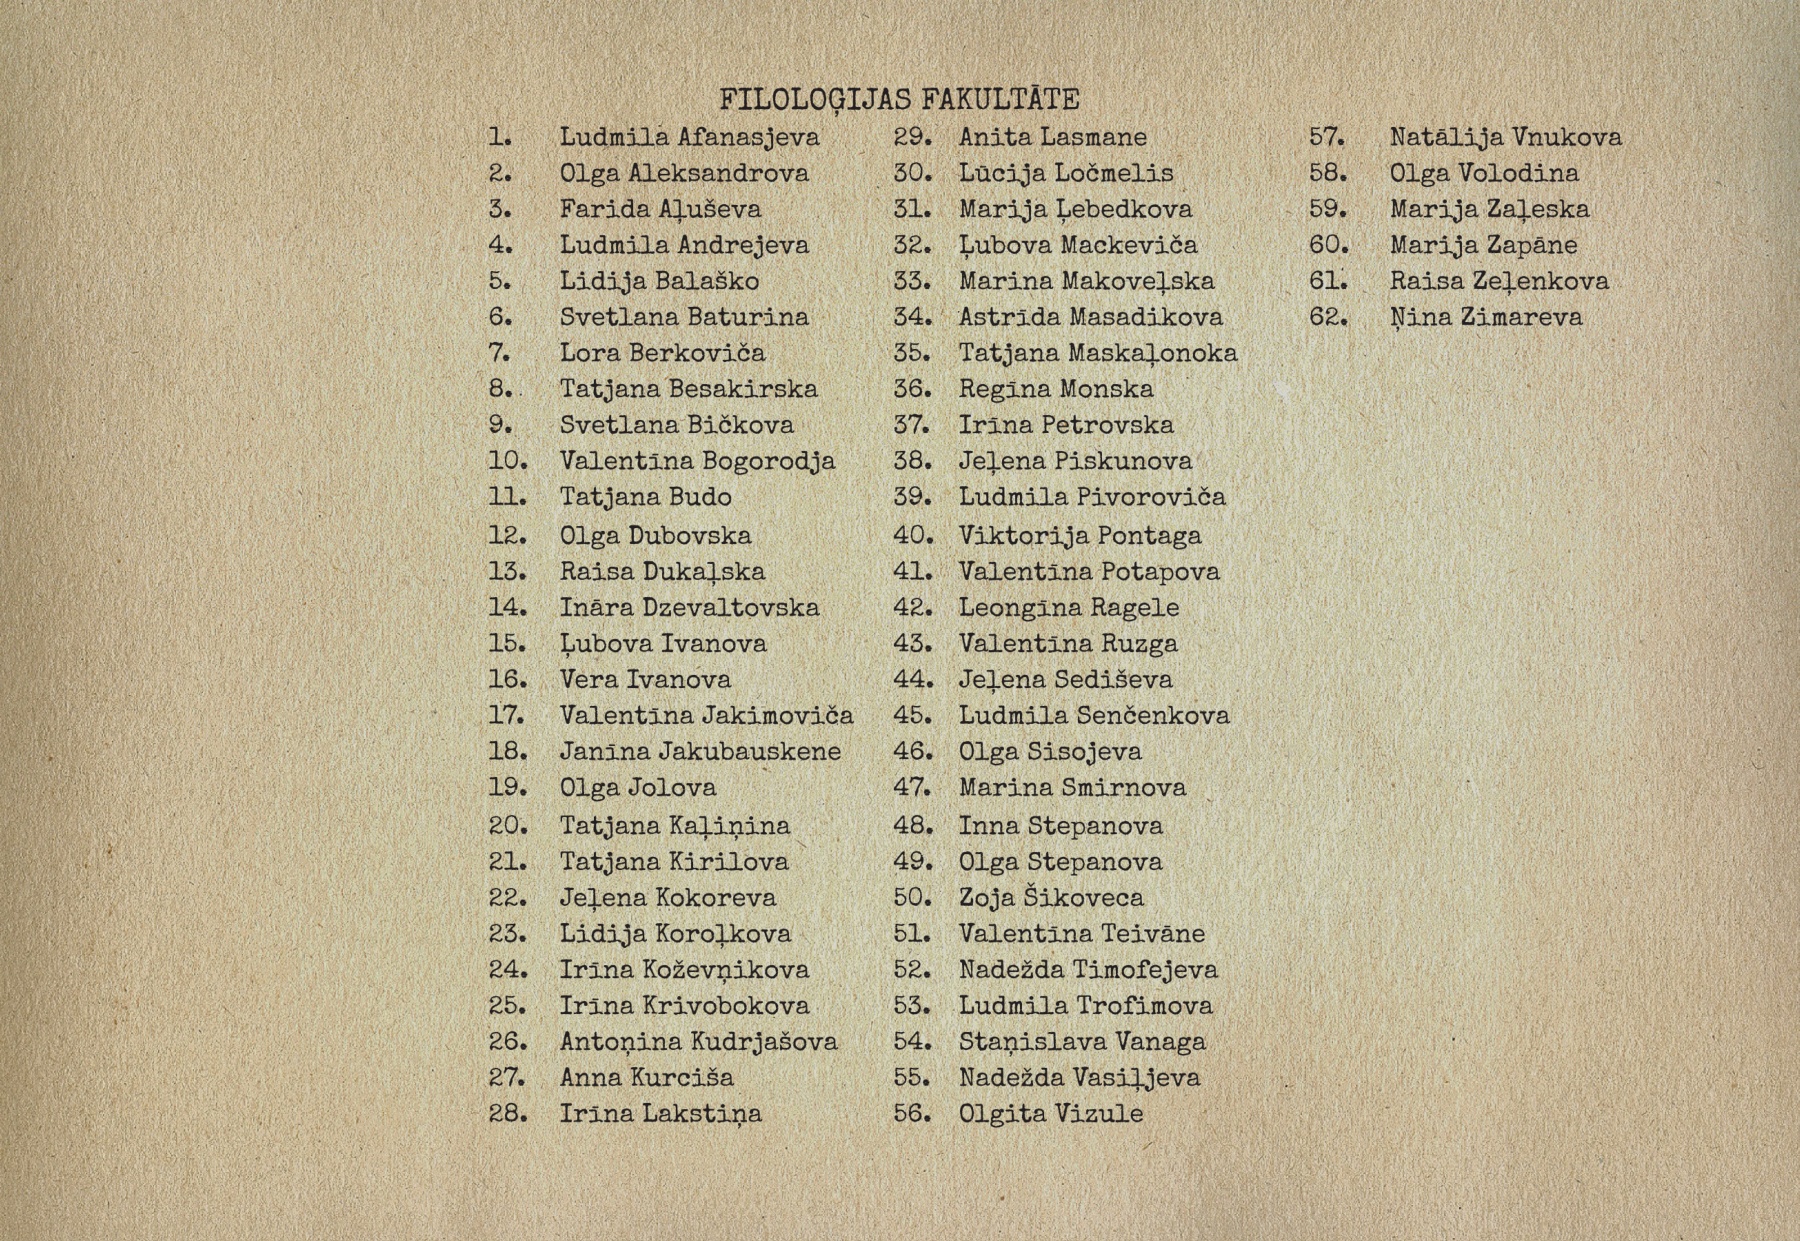 FILOLOĢIJAS FAKULTĀTE
1. Ludmila Afanasjeva
2. Olga Aleksandrova
3. Farida Aļuševa
4. Ludmila Andrejeva
5. Lidija Balaško
6. Svetlana Baturina
7. Lora Berkoviča
8. Tatjana Besakirska
9. Svetlana Bičkova
10. Valentīna Bogorodja
11. Tatjana Budo
12. Olga Dubovska
13. Raisa Dukaļska
14. Ināra Dzevaltovska
15. Ļubova Ivanova
16. Vera Ivanova
17. Valentīna Jakimoviča
18. Janīna Jakubauskene
19. Olga Jolova
20. Tatjana Kaļiņina
21. Tatjana Kirilova
22. Jeļena Kokoreva
23. Lidija Koroļkova
24. Irīna Koževņikova
25. Irīna Krivobokova
26. Antoņina Kudrjašova
27. Anna Kurciša
28. Irīna Lakstiņa
29. Anita Lasmane
30. Lūcija Ločmelis
31. Marija Ļebedkova
32. Ļubova Mackeviča
33. Marina Makoveļska
34. Astrīda Masadikova
35. Tatjana Maskaļonoka
36. Regīna Monska
37. Irīna Petrovska
38. Jeļena Piskunova
39. Ludmila Pivoroviča
40. Viktorija Pontaga
41. Valentīna Potapova
42. Leongīna Ragele
43. Valentīna Ruzga
44. Jeļena Sediševa
45. Ludmila Senčenkova
46. Olga Sisojeva
47. Marina Smirnova
48. Inna Stepanova
49. Olga Stepanova
50. Zoja Šikoveca
51. Valentīna Teivāne
52. Nadežda Timofejeva
53. Ludmila Trofimova
54. Staņislava Vanaga
55. Nadežda Vasiļjeva
56. Olgita Vizule
57. Natālija Vnukova
58. Olga Volodina
59. Marija Zaļeska
60. Marija Zapāne
61. Raisa Zeļenkova
62. Ņina Zimareva